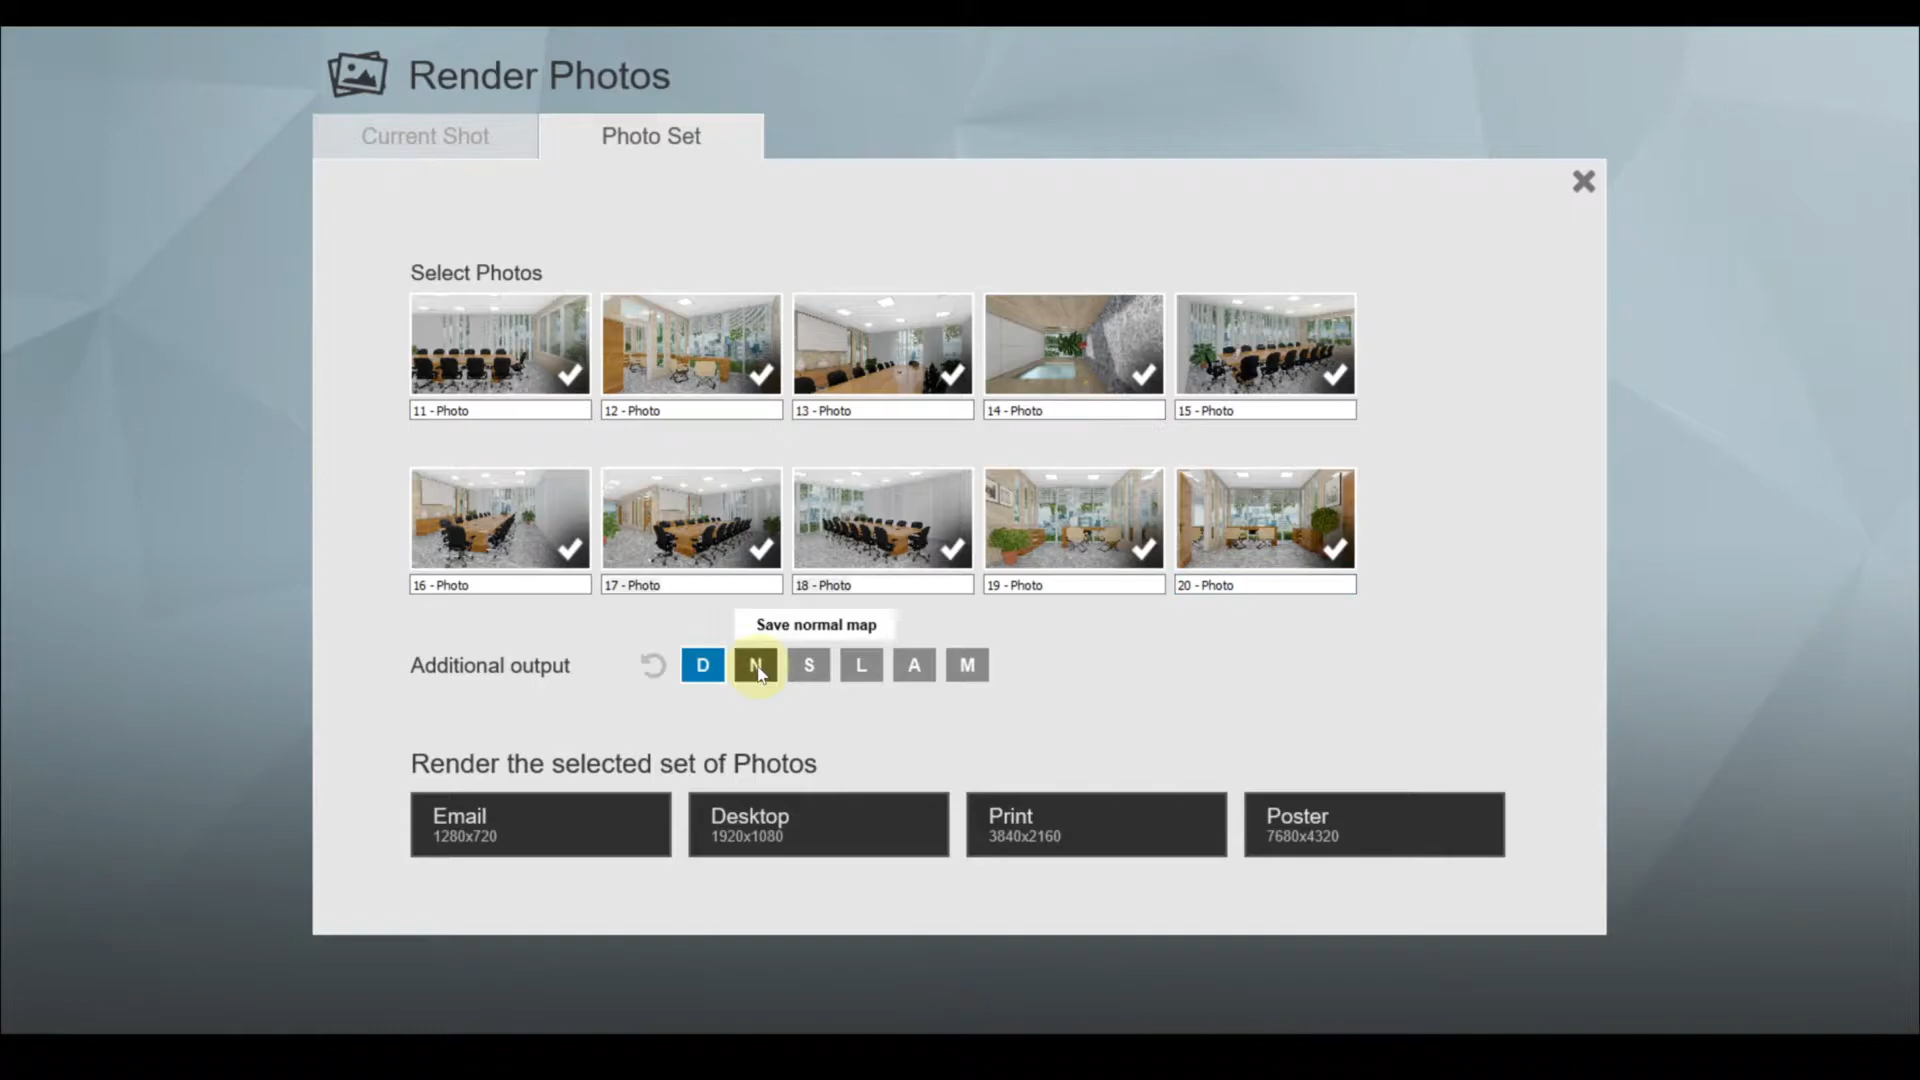 Render Photos
Current Shot
Photo Set
Select Photos
11 - Photo
12 - Photo
13 - Photo
14 - Photo
15 - Photo
16 - Photo
17 - Photo
18 - Photo
19 - Photo
20 - Photo
Save normal map
Additional output
D
N
S
L
A
M
Render the selected set of Photos
Email
1280x720
Desktop
1920x1080
Print
3840x2160
Poster
7680x4320